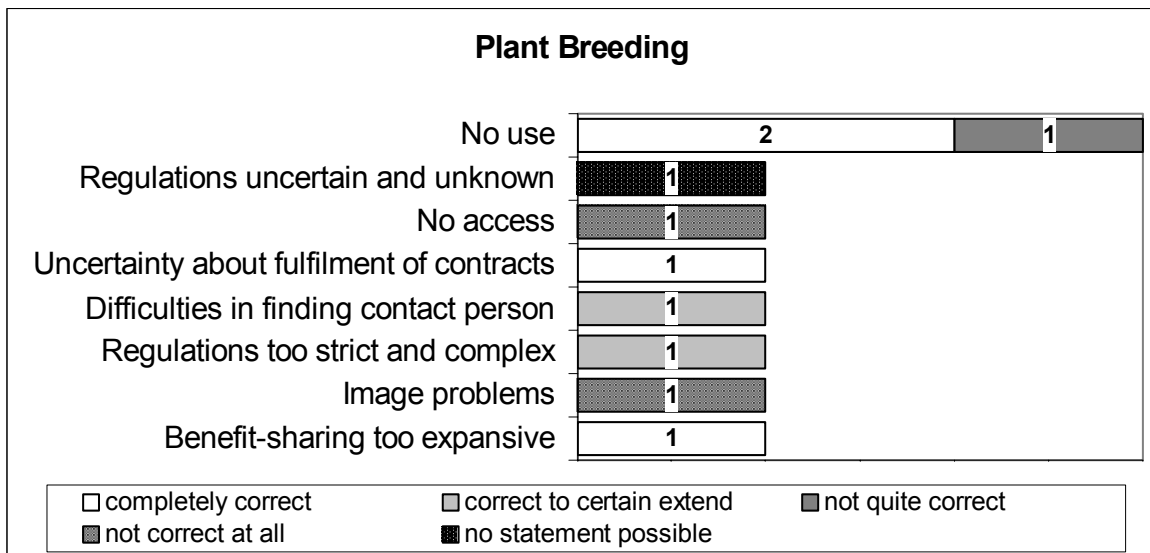 Plant Breeding
No use 2 1
Regulations uncertain and unknown 1
No access 1
Uncertainty about fulfilment of contracts 1
Difficulties in finding contact person 1
Regulations too strict and complex 1
Image problems 1
Benefit-sharing too expansive 1
completely correct correct to certain extend not quite correct
not correct at all no statement possible